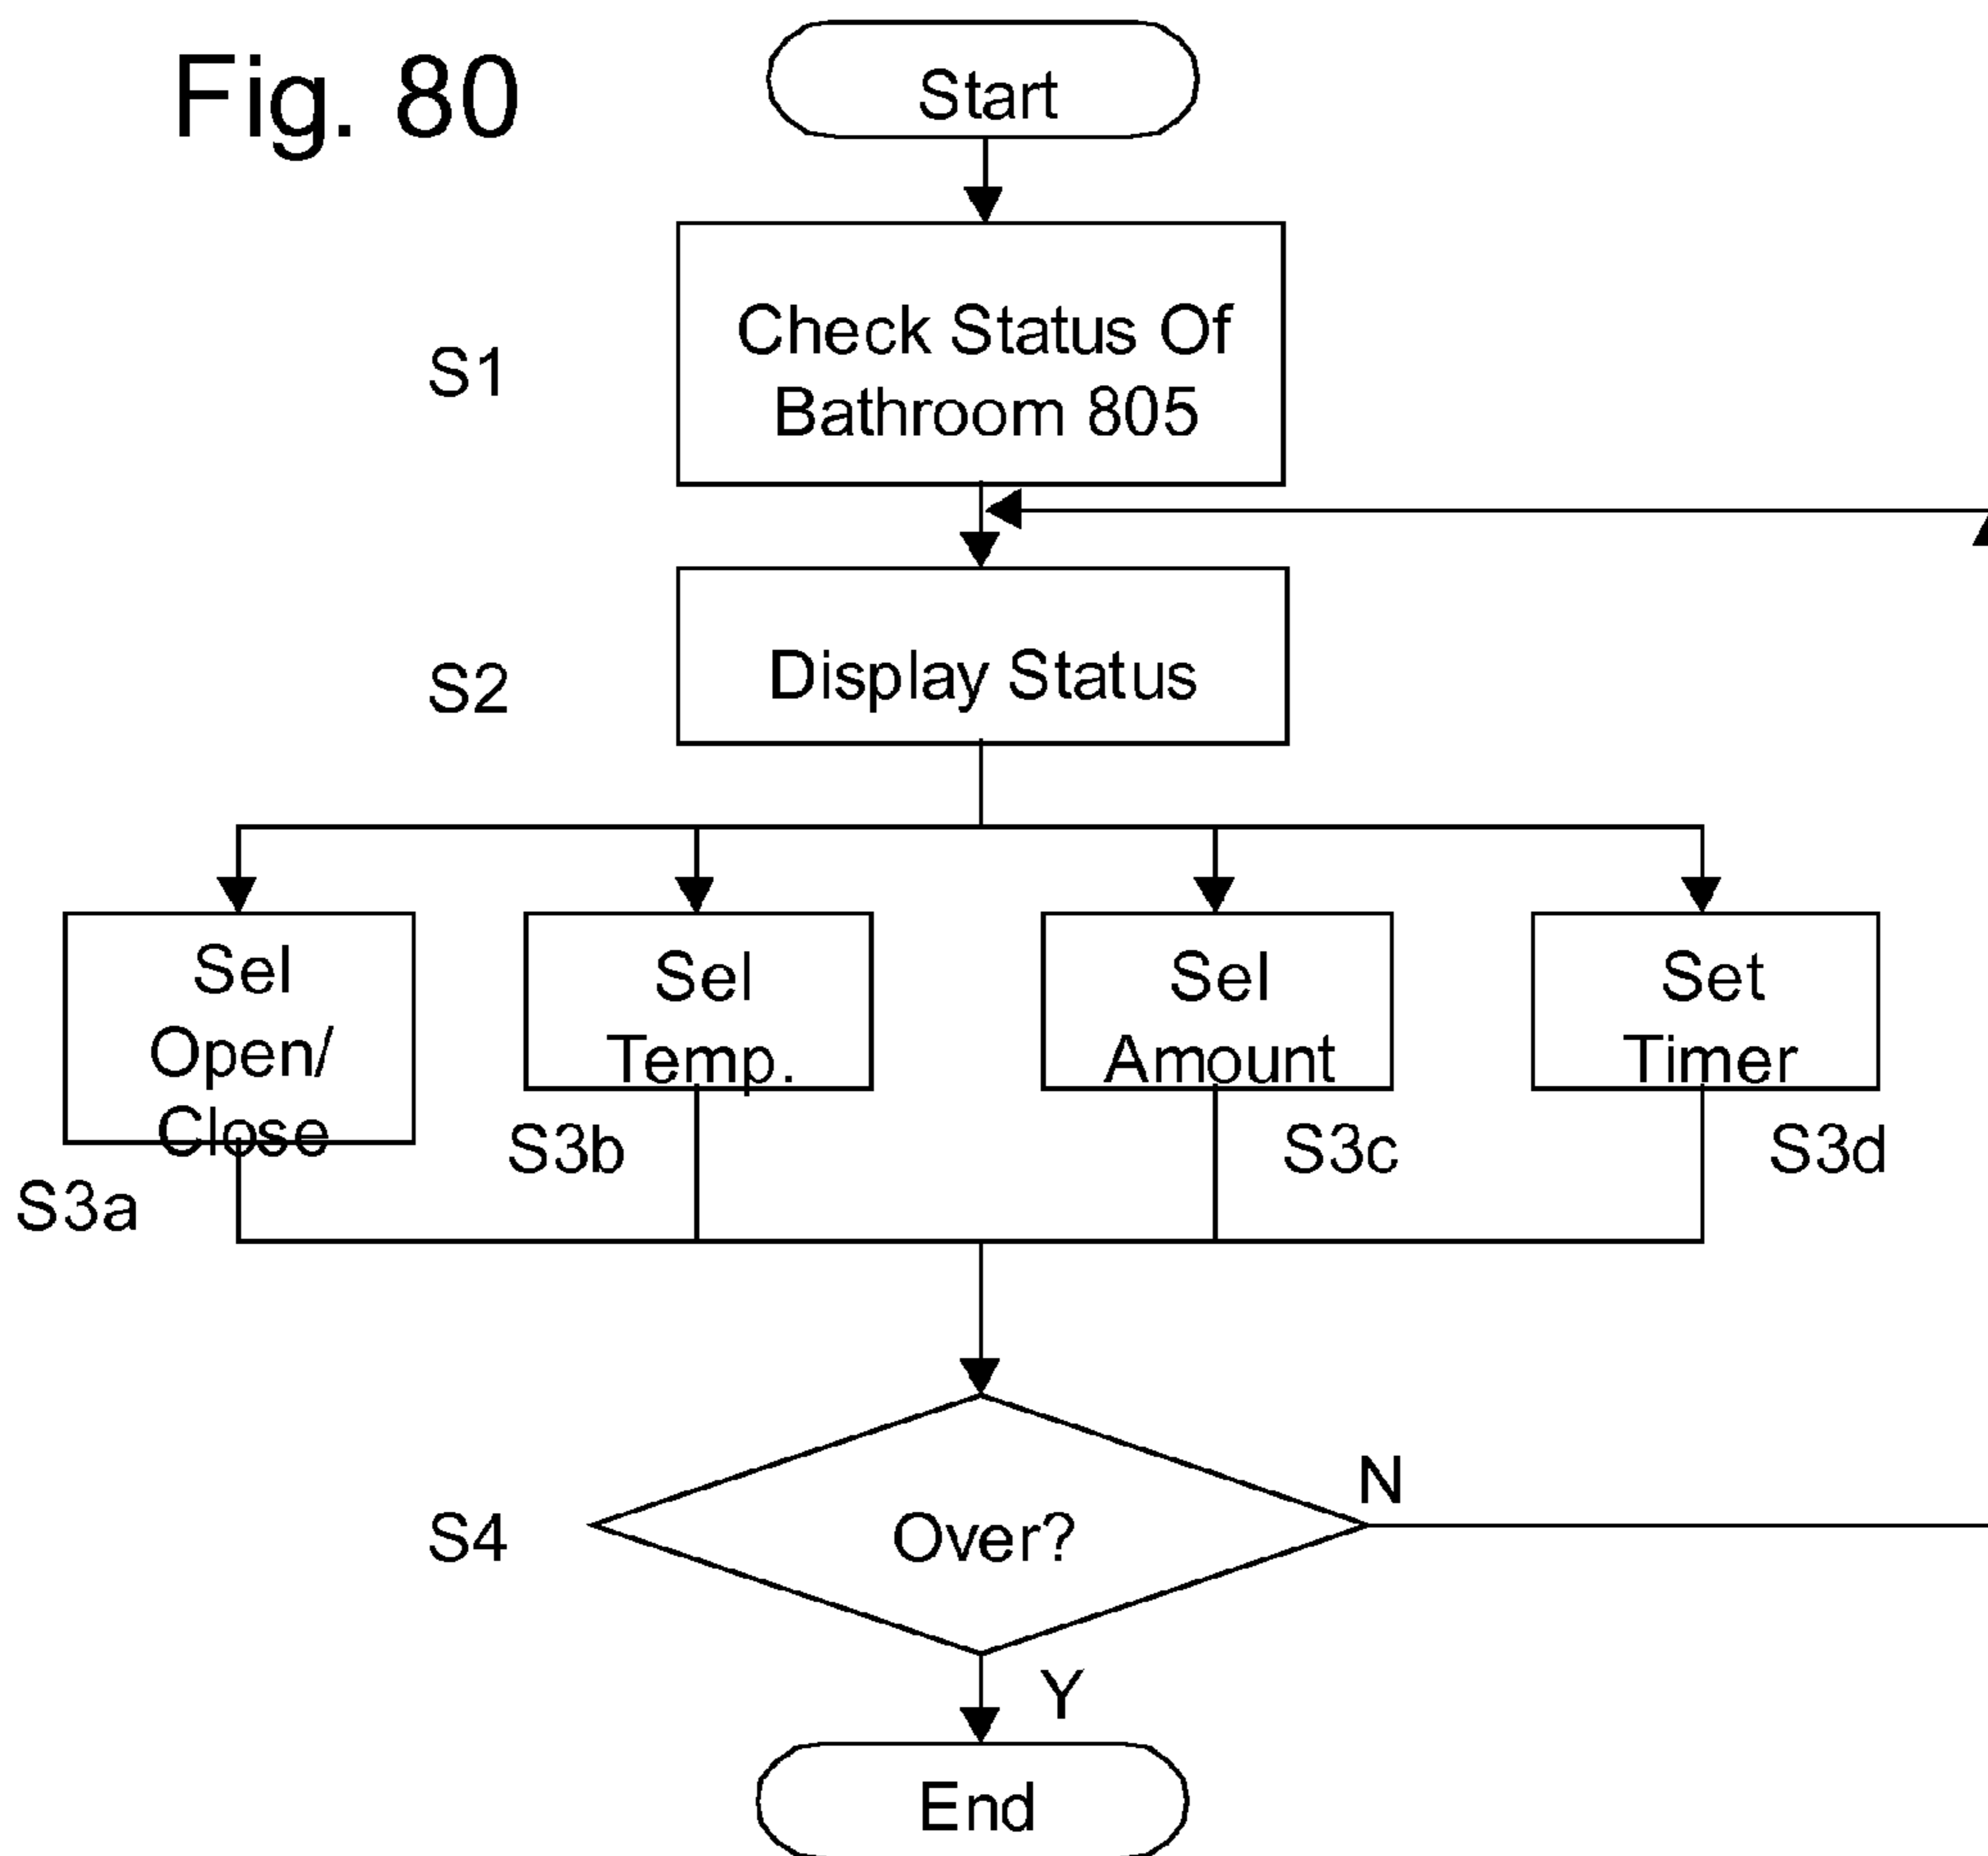 Fig. 80
Start
S1
Check Status Of
Bathroom 805
S2
Display Status
Sel
Open/
Close
Sel
Temp.
Sel
Amount
Set
Timer
S3a
S3b
S3c
S3d
S4
Over?
N
Y
End